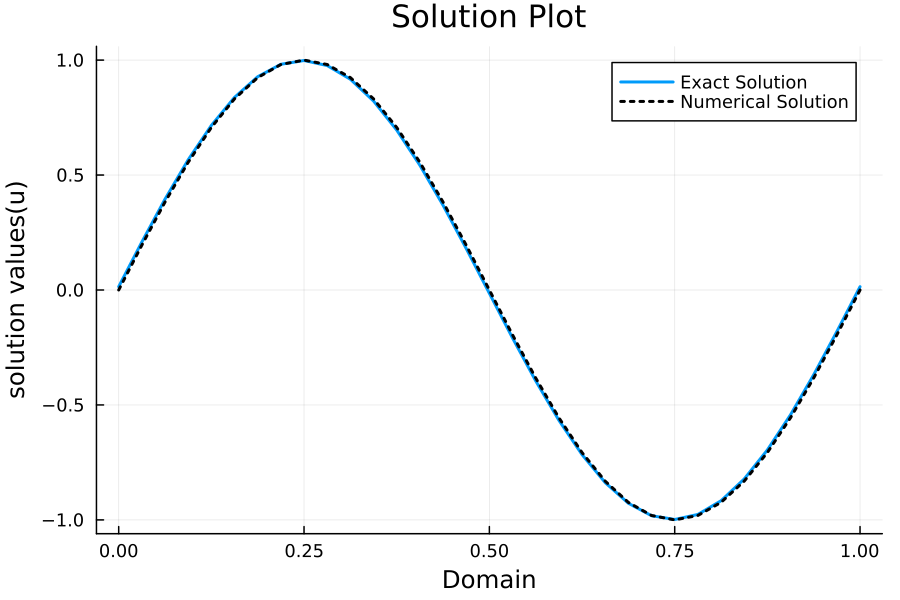 Solution Plot
Exact Solution
Numerical Solution
solution values(u)
1.0
0.5
0.0
−0.5
−1.0
0.00 0.25 0.50 0.75 1.00
Domain